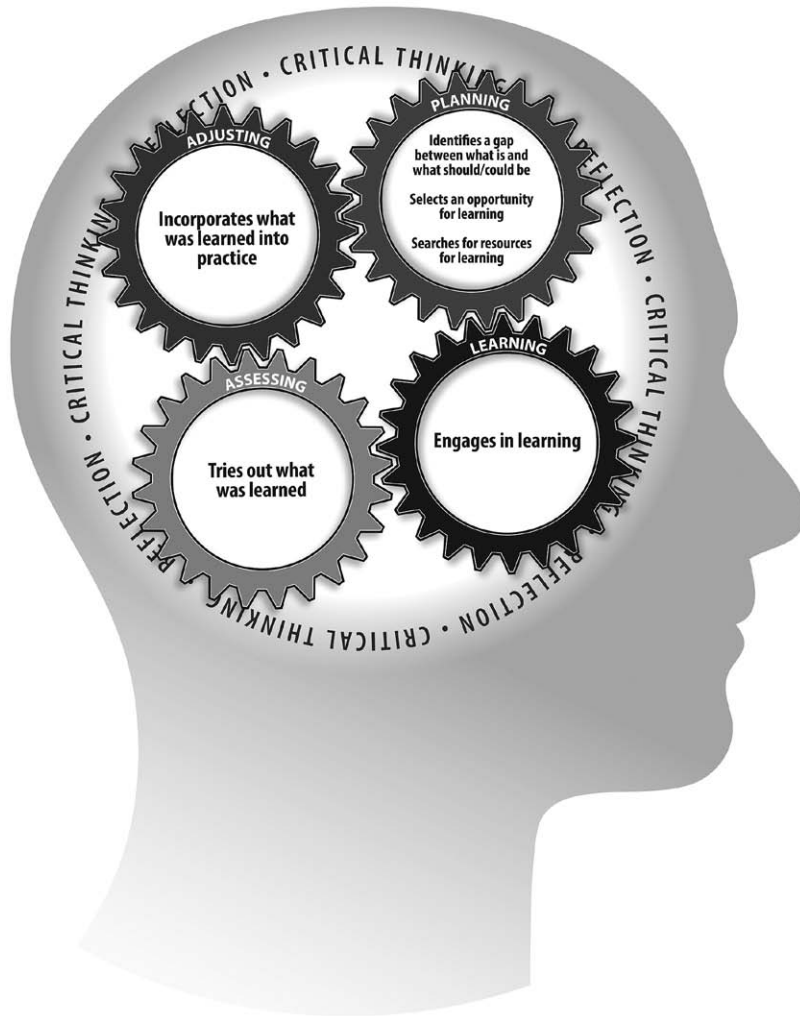 REFLECTION • CRITICAL THINKING REFLECTION • CRITICAL THINKING • REFLECTION • CRITICAL THINKING • REFLECTION • CRITICAL THINKING
ADJUSTING
Incorporates what
was learned into
practice
PLANNING
Identifies a gap
between what is and
what should/could be
Selects an opportunity
for learning
Searches for resources
for learning
LEARNING
Engages in learning
ASSESSING
Tries out what
was learned